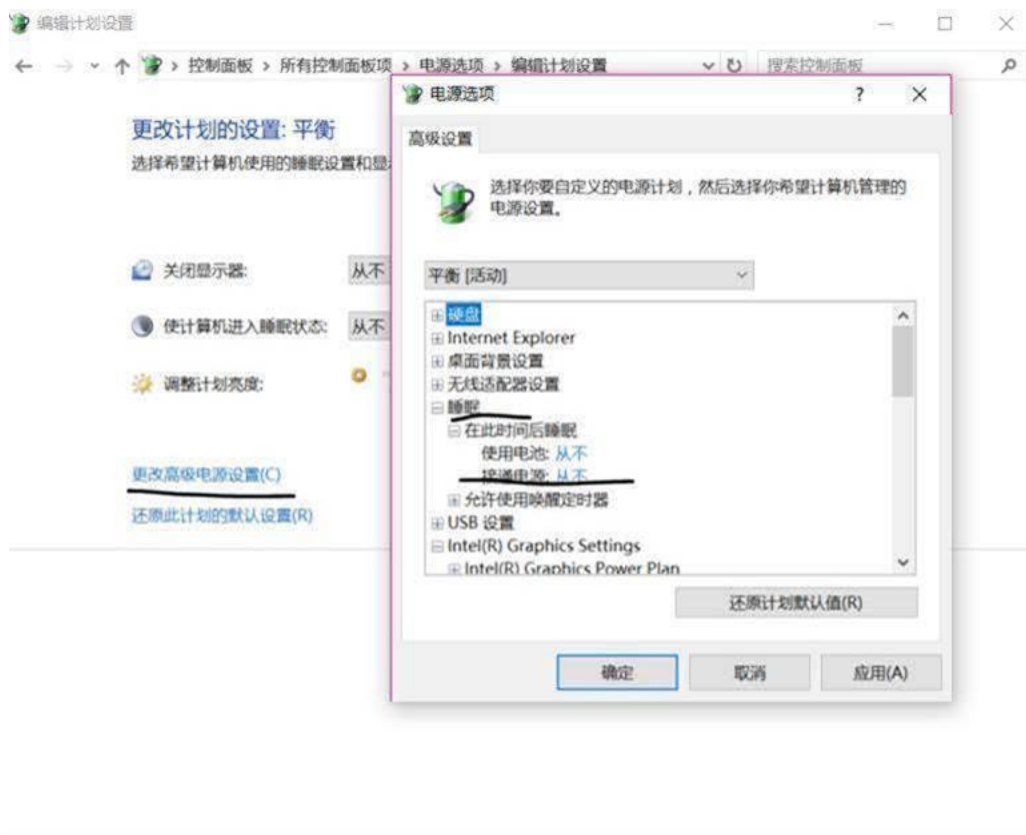 编辑计划设置
控制面板 › 所有控制面板项 › 电源选项 › 编辑计划设置
搜索控制面板
更改计划的设置: 平衡
选择希望计算机使用的睡眠设置和显
关闭显示器:
从不
使计算机进入睡眠状态:
从不
调整计划亮度:
更改高级电源设置(C)
还原此计划的默认设置(R)
电源选项
?
高级设置
选择你要自定义的电源计划，然后选择你希望计算机管理的
电源设置。
平衡 [活动]
硬盘
Internet Explorer
桌面背景设置
无线适配器设置
睡眠
在此时间后睡眠
使用电池: 从不
接通电源: 从不
允许使用唤醒定时器
USB 设置
Intel(R) Graphics Settings
Intel(R) Graphics Power Plan
还原计划默认值(R)
确定
取消
应用(A)